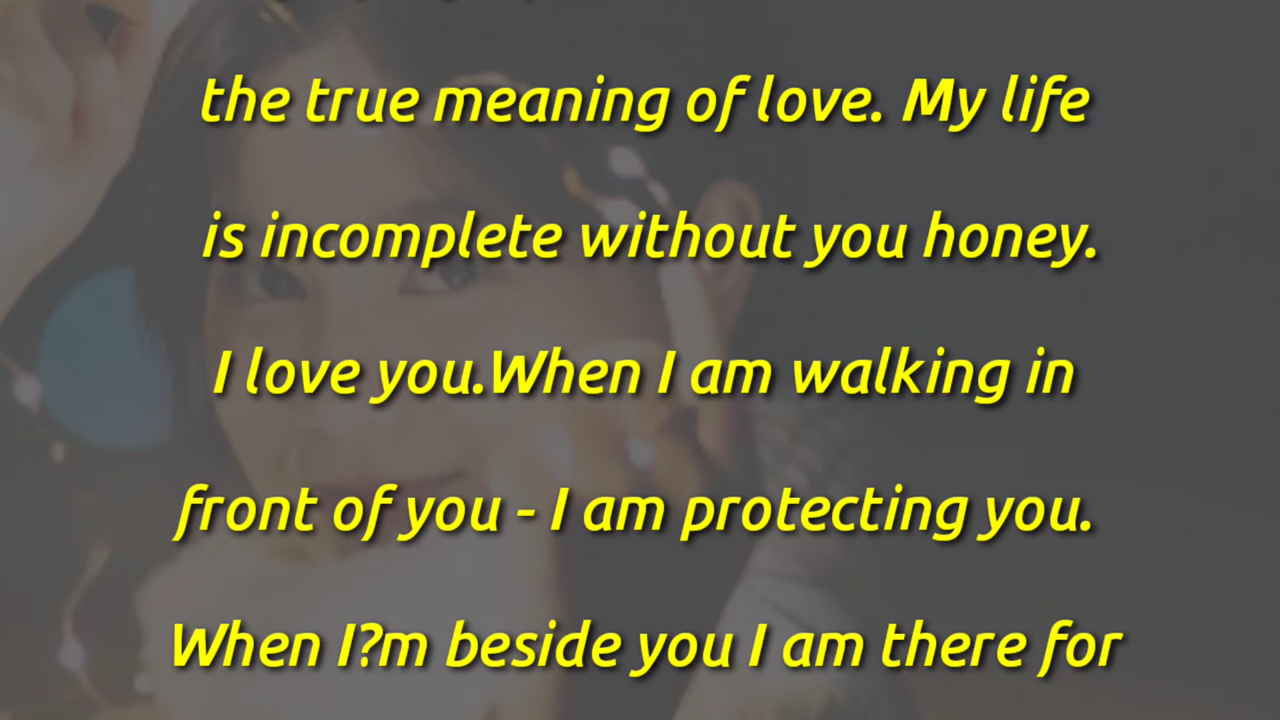 the true meaning of love. My life
is incomplete without you honey.
I love you.When I am walking in
front of you - I am protecting you.
When I?m beside you I am there for